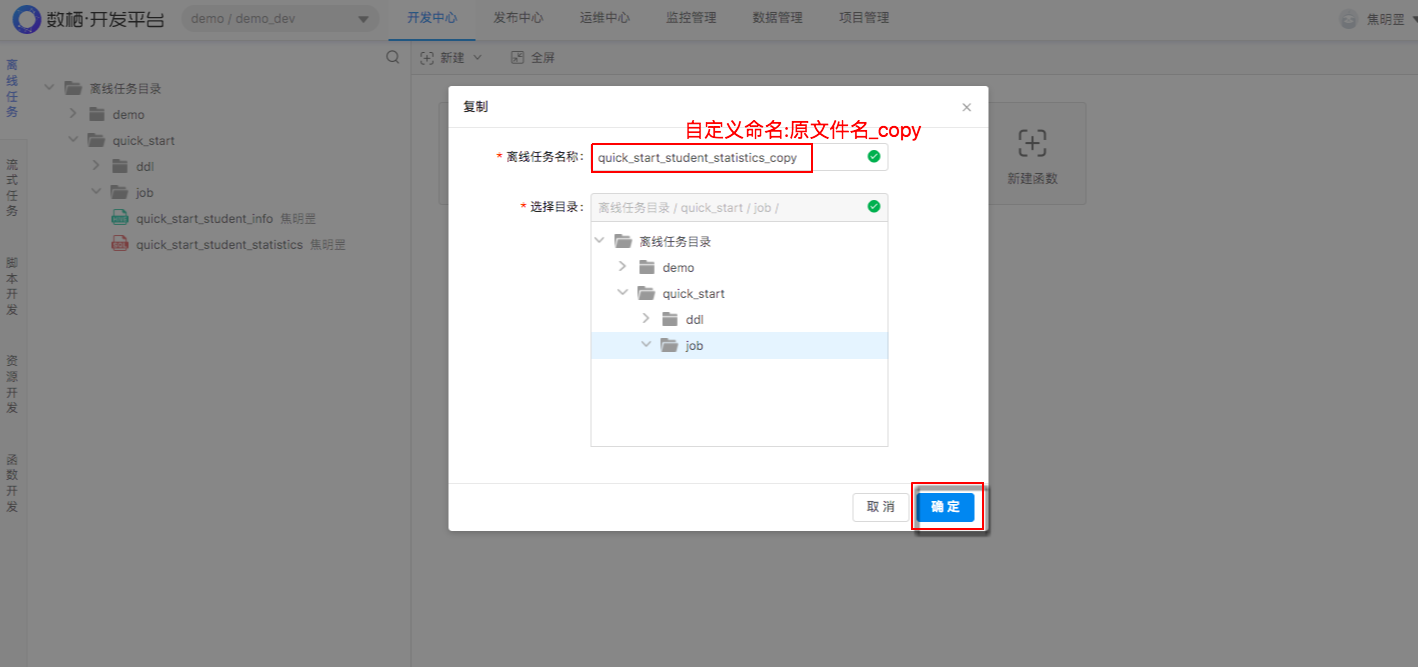 数栖·开发平台
demo / demo_dev
开发中心
发布中心
运维中心
监控管理
数据管理
项目管理
焦明罡
离线任务
流式任务
脚本开发
资源开发
函数开发
离线任务目录
demo
quick_start
ddl
job
quick_start_student_info 焦明罡
quick_start_student_statistics 焦明罡
新建
全屏
新建函数
复制
自定义命名:原文件名_copy
* 离线任务名称:
quick_start_student_statistics_copy
* 选择目录:
离线任务目录 / quick_start / job /
离线任务目录
demo
quick_start
ddl
job
取 消
确 定